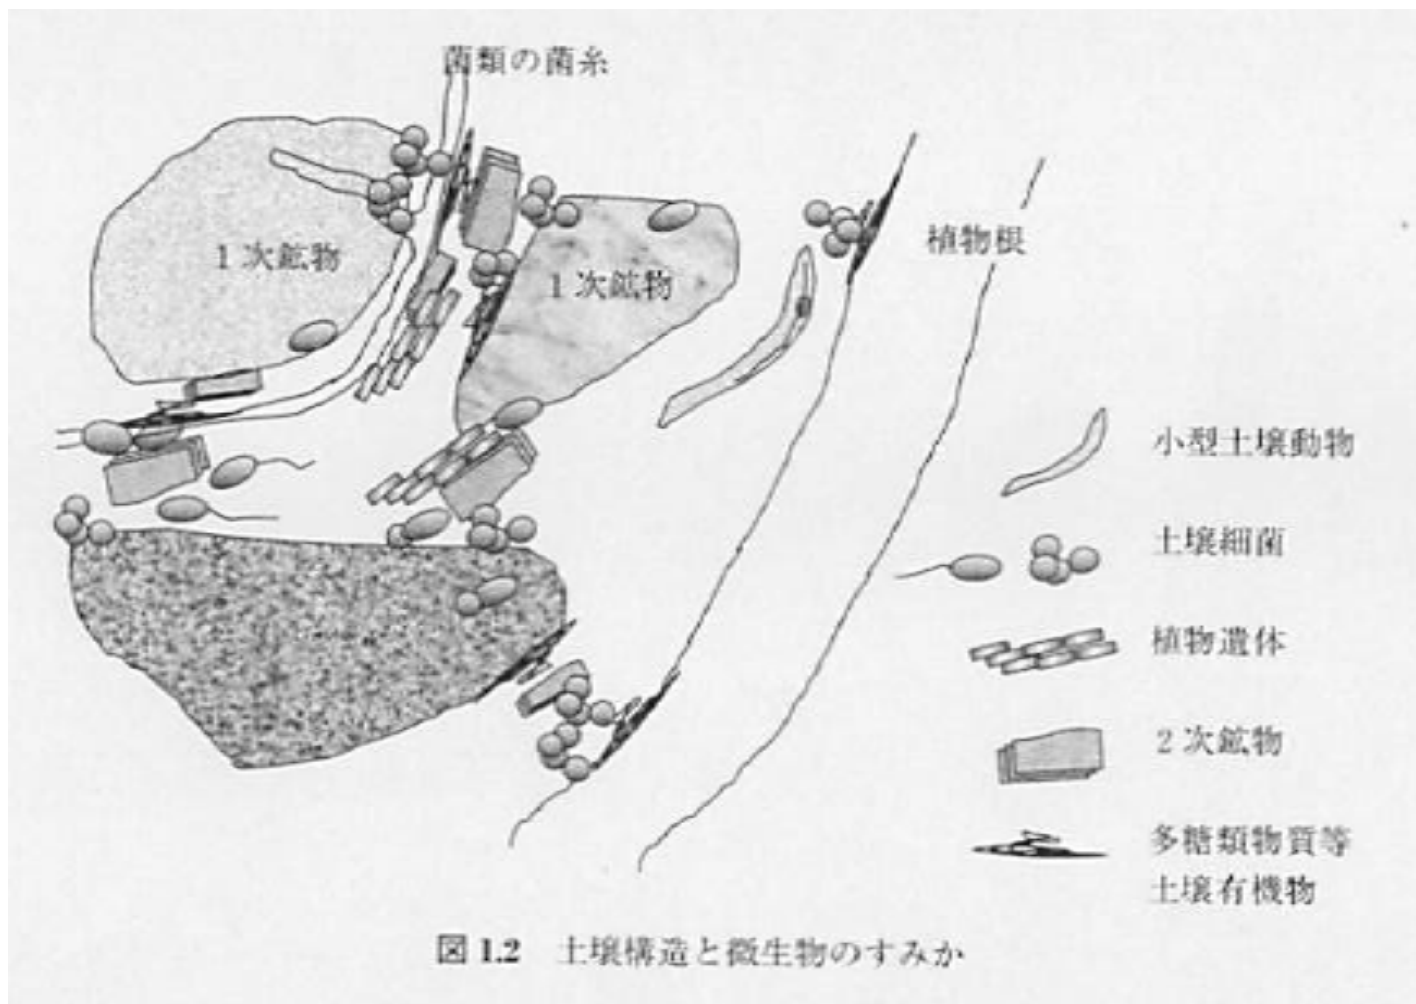 菌類の菌糸
1次鉱物
1次鉱物
植物根
小型土壌動物
土壌細菌
植物遺体
2次鉱物
多糖類物質等
土壌有機物
図1.2 土壌構造と微生物のすみか